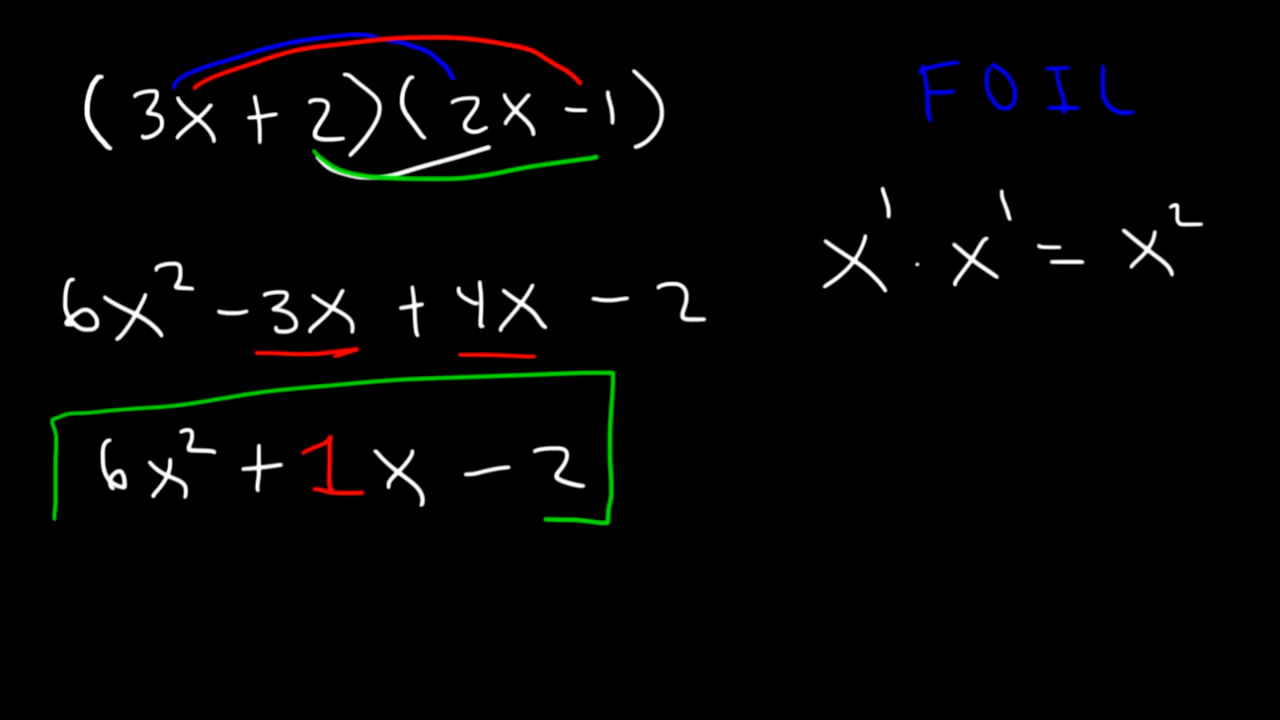 (3x + 2)(2x - 1)
FOIL
x¹ · x¹ = x²
6x² - 3x + 4x - 2
6x² + 1x - 2